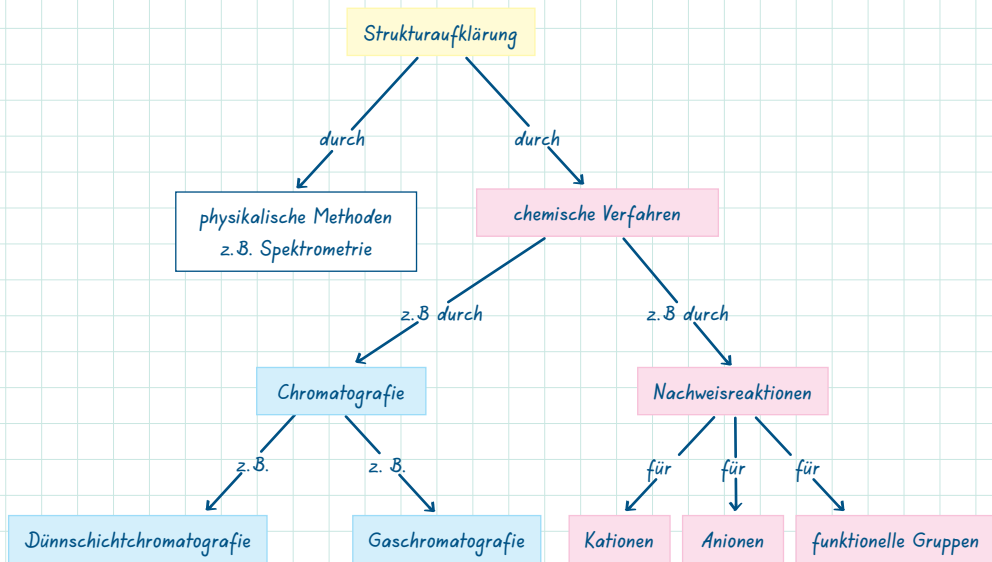 Strukturaufklärung
durch
durch
physikalische Methoden
z.B. Spektrometrie
chemische Verfahren
z.B durch
z.B durch
Chromatografie
Nachweisreaktionen
z.B.
z. B.
für
für
für
Dünnschichtchromatografie
Gaschromatografie
Kationen
Anionen
funktionelle Gruppen